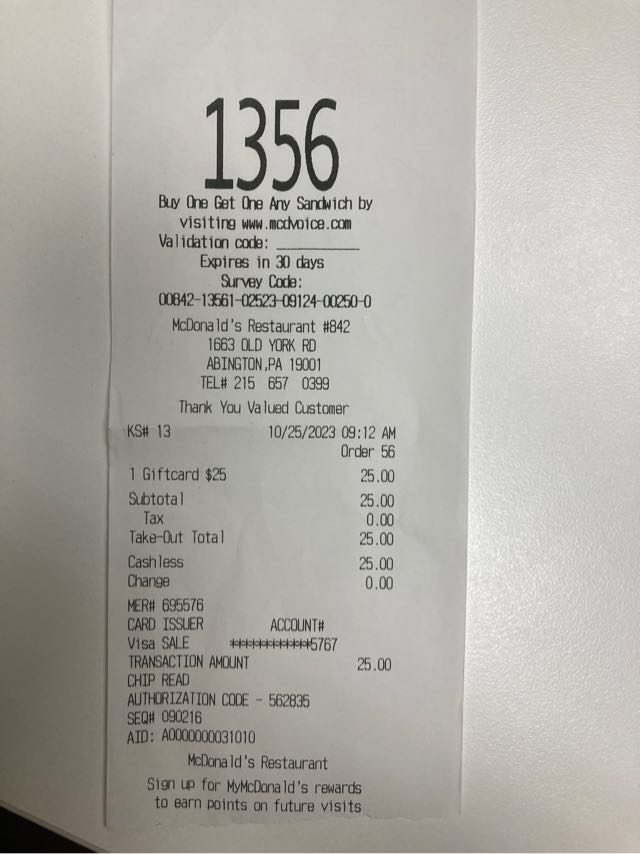 1356
Buy One Get One Any Sandwich by
visiting www.mcdvoice.com
Validation code: __________
Expires in 30 days
Survey Code:
00842-13561-02523-09124-00250-0
McDonald's Restaurant #842
1663 OLD YORK RD
ABINGTON,PA 19001
TEL# 215 657 0399
Thank You Valued Customer
KS# 13 10/25/2023 09:12 AM
Order 56
1 Giftcard $25 25.00
Subtotal 25.00
Tax 0.00
Take-Out Total 25.00
Cashless 25.00
Change 0.00
MER# 695576
CARD ISSUER ACCOUNT#
Visa SALE ************5767
TRANSACTION AMOUNT 25.00
CHIP READ
AUTHORIZATION CODE - 562835
SEQ# 090216
AID: A0000000031010
McDonald's Restaurant
Sign up for MyMcDonald's rewards
to earn points on future visits